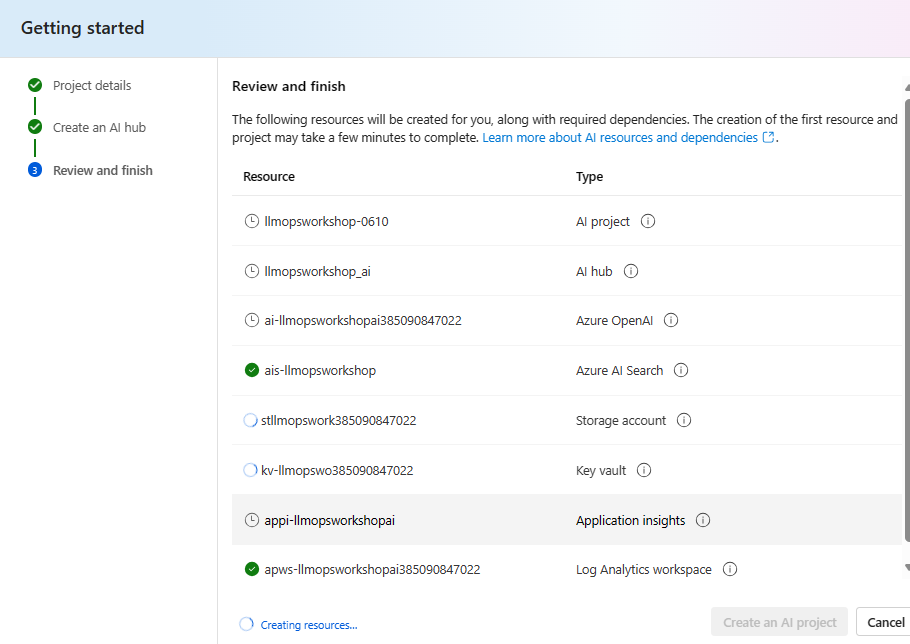 Getting started
Project details
Create an AI hub
3 Review and finish
Review and finish
The following resources will be created for you, along with required dependencies. The creation of the first resource and
project may take a few minutes to complete. Learn more about AI resources and dependencies.
Resource Type
llmopsworkshop-0610 AI project
llmopsworkshop_ai AI hub
ai-llmopsworkshopai385090847022 Azure OpenAI
ais-llmopsworkshop Azure AI Search
stllmopswork385090847022 Storage account
kv-llmopswo385090847022 Key vault
appi-llmopsworkshopai Application insights
apws-llmopsworkshopai385090847022 Log Analytics workspace
Creating resources...
Create an AI project Cancel